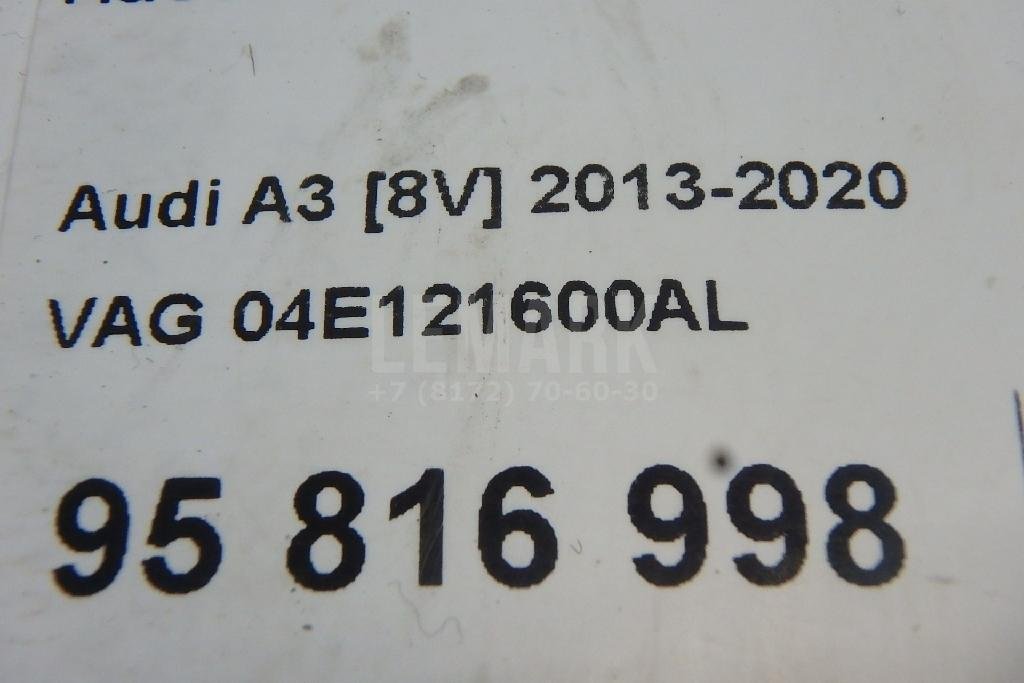 Audi A3 [8V] 2013-2020
VAG 04E121600AL
LEMARK
+7 (8172) 70-60-30
95 816 998